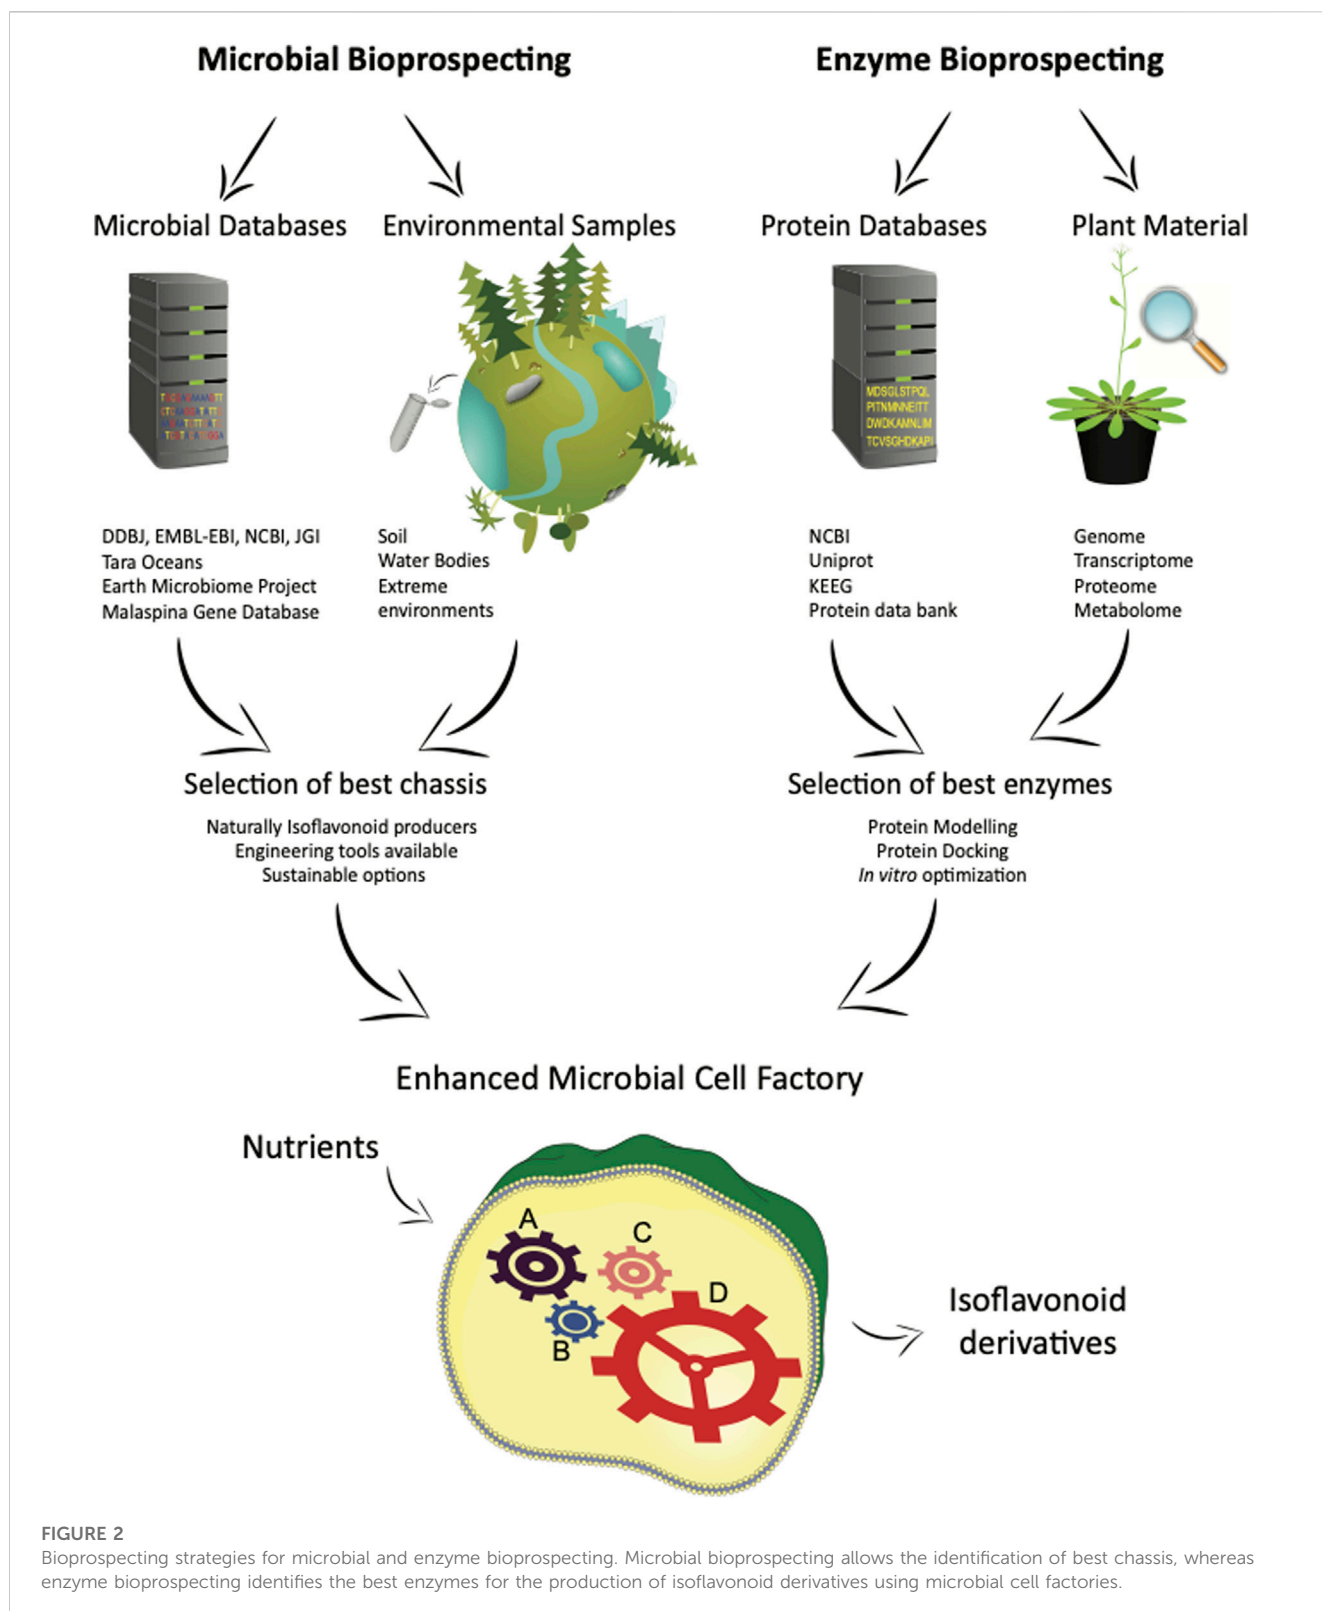 Microbial Bioprospecting
Enzyme Bioprospecting
Microbial Databases
Environmental Samples
Protein Databases
Plant Material
MDSGLSTPQL
PITNMNNEITT
DWDKAMNLIM
TCVSGHDKAPI
DDBJ, EMBL-EBI, NCBI, JGI
Tara Oceans
Earth Microbiome Project
Malaspina Gene Database
Soil
Water Bodies
Extreme
environments
NCBI
Uniprot
KEEG
Protein data bank
Genome
Transcriptome
Proteome
Metabolome
Selection of best chassis
Naturally Isoflavonoid producers
Engineering tools available
Sustainable options
Selection of best enzymes
Protein Modelling
Protein Docking
In vitro optimization
Enhanced Microbial Cell Factory
Nutrients
A
C
D
B
Isoflavonoid
derivatives
FIGURE 2
Bioprospecting strategies for microbial and enzyme bioprospecting. Microbial bioprospecting allows the identification of best chassis, whereas
enzyme bioprospecting identifies the best enzymes for the production of isoflavonoid derivatives using microbial cell factories.